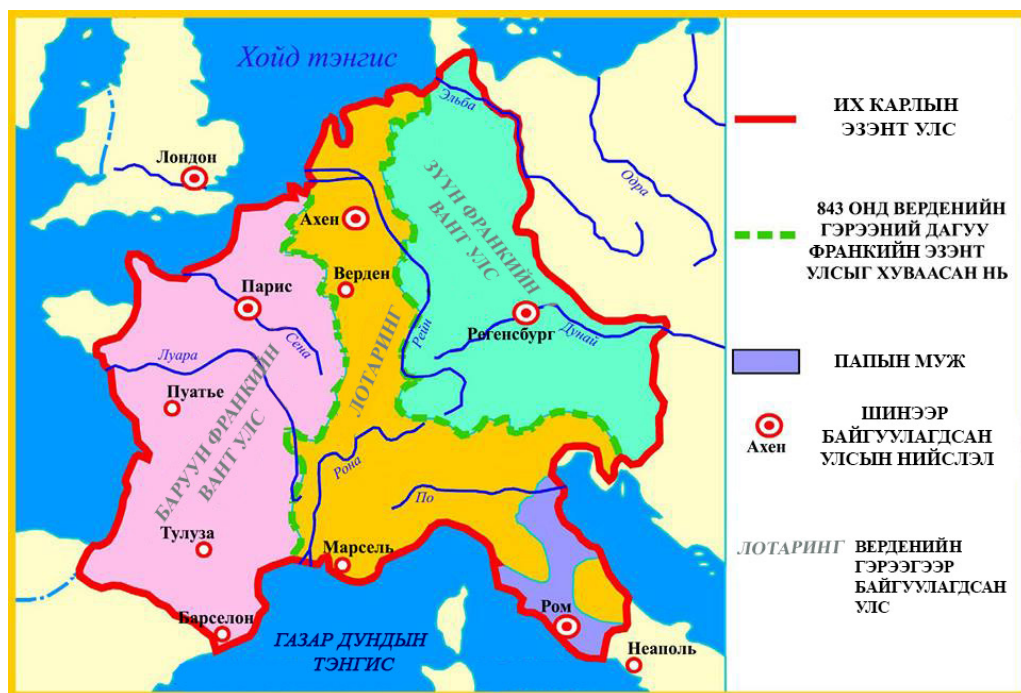 Хойд тэнгис
Эльба
Лондон
Одра
ЗҮҮН ФРАНКИЙН
ВАНТ УЛС
Ахен
Верден
Парис
Регенсбург
Дунай
Рейн
Сена
Луара
ЛОТАРИНГ
Пуатье
БАРУУН ФРАНКИЙН
ВАНТ УЛС
Рона
По
Тулуза
Марсель
Ром
Барселон
ГАЗАР ДУНДЫН
ТЭНГИС
Неаполь
ИХ КАРЛЫН
ЭЗЭНТ УЛС
843 ОНД ВЕРДЕНИЙН
ГЭРЭЭНИЙ ДАГУУ
ФРАНКИЙН ЭЗЭНТ
УЛСЫГ ХУВААСАН НЬ
ПАПЫН МУЖ
Ахен
ШИНЭЭР
БАЙГУУЛАГДСАН
УЛСЫН НИЙСЛЭЛ
ЛОТАРИНГ
ВЕРДЕНИЙН
ГЭРЭЭГЭЭР
БАЙГУУЛАГДСАН
УЛС